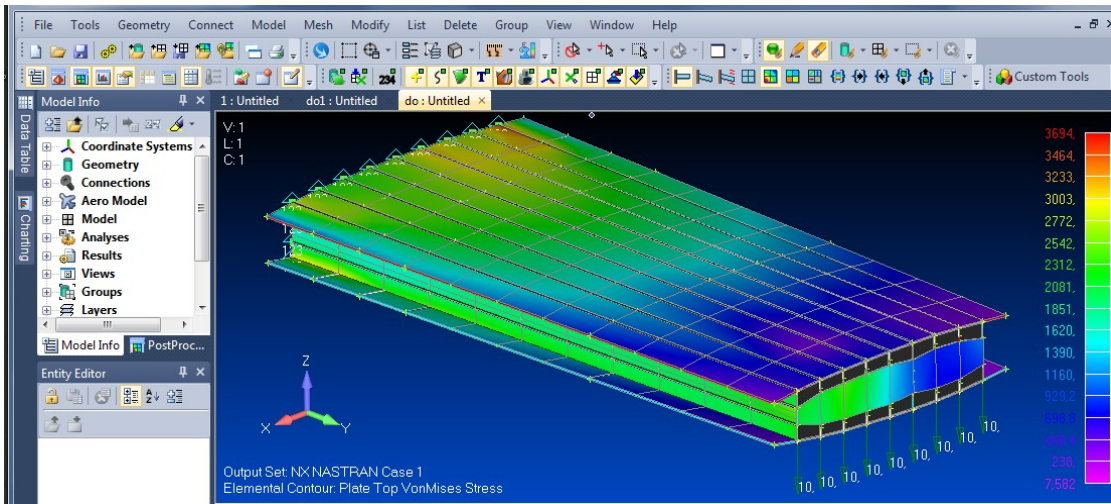 File Tools Geometry Connect Model Mesh Modify List Delete Group View Window Help
234
Custom Tools
Model Info
1 : Untitled do1 : Untitled do : Untitled
Data Table
Charting
Coordinate Systems
Geometry
Connections
Aero Model
Model
Analyses
Results
Views
Groups
Layers
Model Info PostProc...
Entity Editor
V: 1
L: 1
C: 1
3694,
3464,
3233,
3003,
2772,
2542,
2312,
2081,
1851,
1620,
1390,
1160,
929,2
238,
7,582
123
Z
X Y
10, 10, 10, 10, 10, 10, 10, 10, 10,
Output Set: NX NASTRAN Case 1
Elemental Contour: Plate Top VonMises Stress